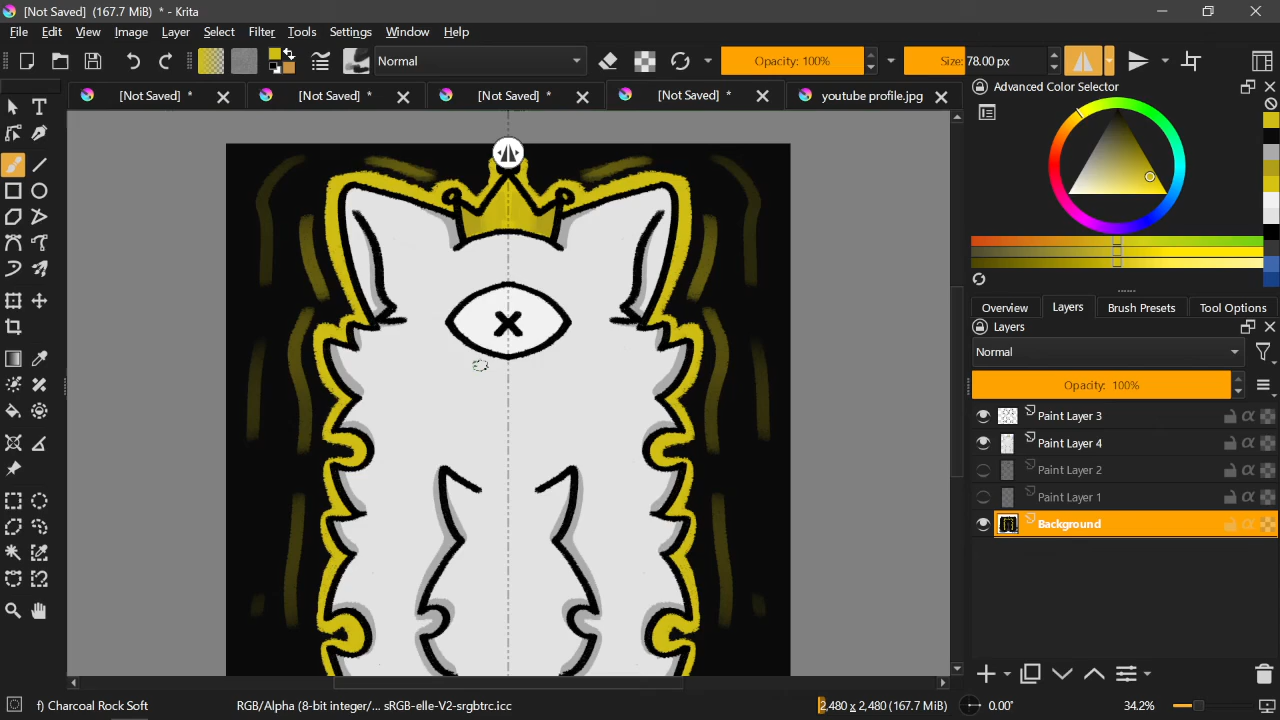 [Not Saved] (167.7 MiB) * - Krita
File Edit View Image Layer Select Filter Tools Settings Window Help
Normal Opacity: 100% Size: 78.00 px
[Not Saved] * [Not Saved] * [Not Saved] * [Not Saved] * youtube profile.jpg
Advanced Color Selector
Overview Layers Brush Presets Tool Options
Layers
Normal
Opacity: 100%
Paint Layer 3
Paint Layer 4
Paint Layer 2
Paint Layer 1
Background
f) Charcoal Rock Soft RGB/Alpha (8-bit integer/... sRGB-elle-V2-srgbtrc.icc 2,480 x 2,480 (167.7 MiB) 0.00° 34.2%